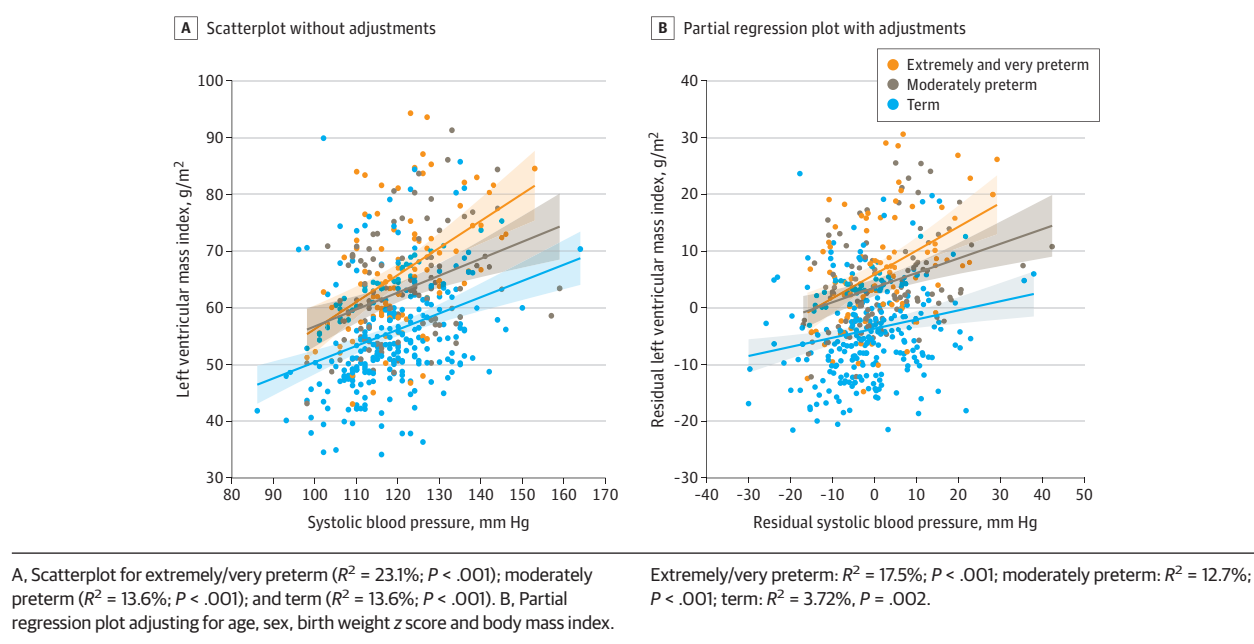 A Scatterplot without adjustments
100
90
80
70
60
50
40
30
Left ventricular mass index, g/m²
80 90 100 110 120 130 140 150 160 170
Systolic blood pressure, mm Hg
B Partial regression plot with adjustments
Extremely and very preterm
Moderately preterm
Term
40
30
20
10
0
-10
-20
-30
Residual left ventricular mass index, g/m²
-40 -30 -20 -10 0 10 20 30 40 50
Residual systolic blood pressure, mm Hg
A, Scatterplot for extremely/very preterm (R² = 23.1%; P < .001); moderately
preterm (R² = 13.6%; P < .001); and term (R² = 13.6%; P < .001). B, Partial
regression plot adjusting for age, sex, birth weight z score and body mass index.
Extremely/very preterm: R² = 17.5%; P < .001; moderately preterm: R² = 12.7%;
P < .001; term: R² = 3.72%, P = .002.